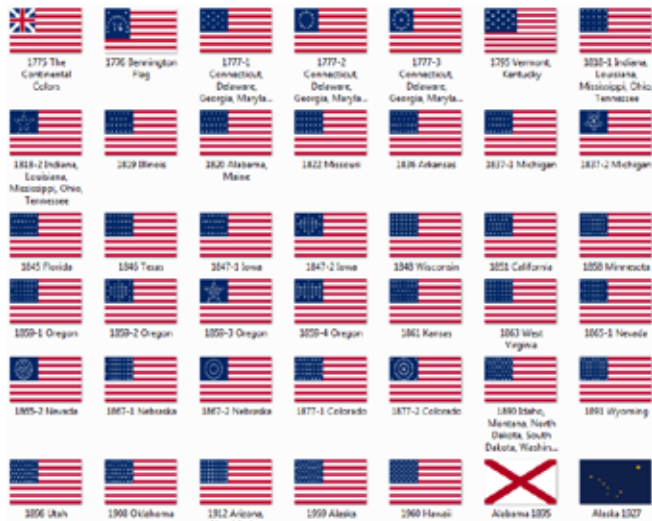 1775 The
Continental
Colors
1776 Bennington
Flag
1777-1
Connecticut,
Delaware,
Georgia, Maryla...
1777-2
Connecticut,
Delaware,
Georgia, Maryla...
1777-3
Connecticut,
Delaware,
Georgia, Maryla...
1795 Vermont,
Kentucky
1818-1 Indiana,
Louisiana,
Mississippi, Ohio,
Tennessee
1818-2 Indiana,
Louisiana,
Mississippi, Ohio,
Tennessee
1819 Illinois
1820 Alabama,
Maine
1822 Missouri
1836 Arkansas
1837-1 Michigan
1837-2 Michigan
1845 Florida
1846 Texas
1847-1 Iowa
1847-2 Iowa
1848 Wisconsin
1851 California
1858 Minnesota
1859-1 Oregon
1859-2 Oregon
1859-3 Oregon
1859-4 Oregon
1861 Kansas
1863 West
Virginia
1865-1 Nevada
1865-2 Nevada
1867-1 Nebraska
1867-2 Nebraska
1877-1 Colorado
1877-2 Colorado
1890 Idaho,
Montana, North
Dakota, South
Dakota, Washin...
1891 Wyoming
1896 Utah
1908 Oklahoma
1912 Arizona,
1959 Alaska
1960 Hawaii
Alabama 1895
Alaska 1927